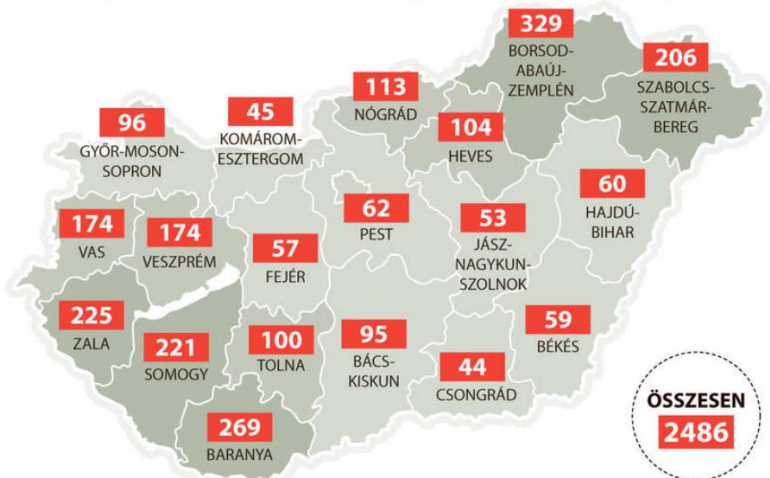 329
BORSOD-
ABAÚJ-
ZEMPLÉN
206
SZABOLCS-
SZATMÁR-
BEREG
113
NÓGRÁD
45
KOMÁROM-
ESZTERGOM
96
GYŐR-MOSON-
SOPRON
104
HEVES
60
HAJDÚ-
BIHAR
62
PEST
53
JÁSZ-
NAGYKUN-
SZOLNOK
174
VAS
174
VESZPRÉM
57
FEJÉR
225
ZALA
221
SOMOGY
100
TOLNA
95
BÁCS-
KISKUN
59
BÉKÉS
44
CSONGRÁD
269
BARANYA
ÖSSZESEN
2486